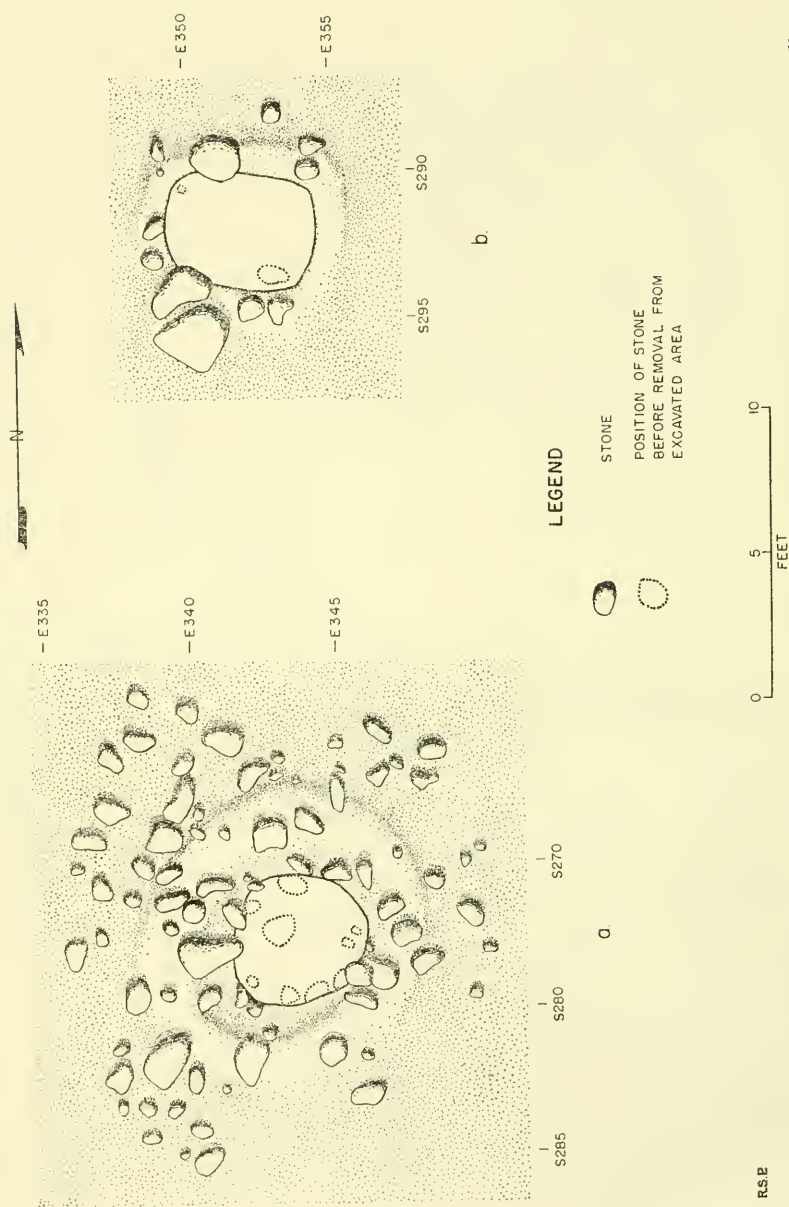 N
E335
E340
E345
E350
E355
S270
S280
S285
S290
S295
a.
b.
LEGEND
STONE
POSITION OF STONE
BEFORE REMOVAL FROM
EXCAVATED AREA
0 5 10
FEET
R.S.P.